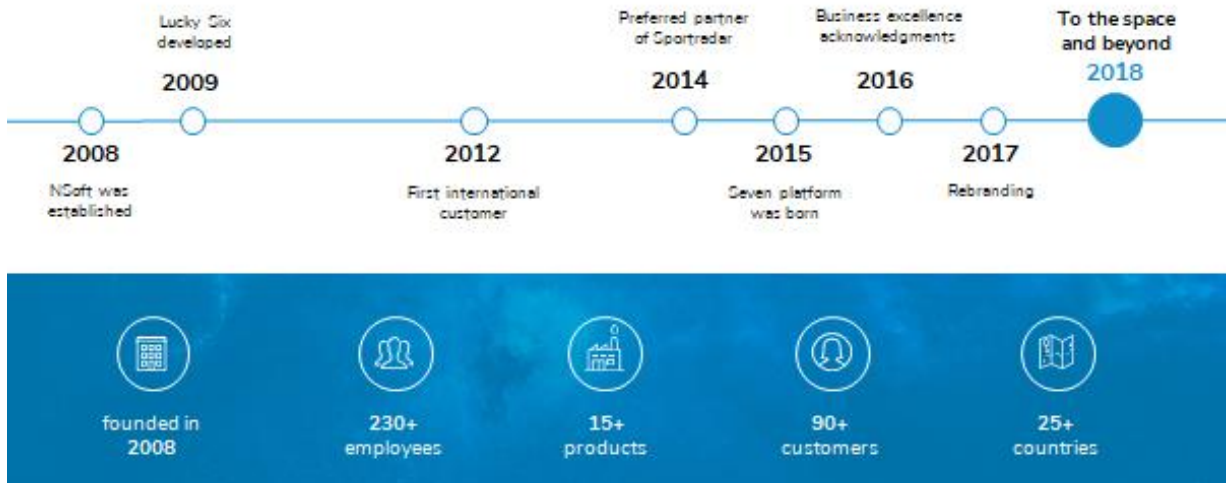 Lucky Six
developed
2009
Preferred partner
of Sportradar
2014
Business excellence
acknowledgments
2016
To the space
and beyond
2018
2008
NSoft was
established
2012
First international
customer
2015
Seven platform
was born
2017
Rebranding
founded in
2008
230+
employees
15+
products
90+
customers
25+
countries